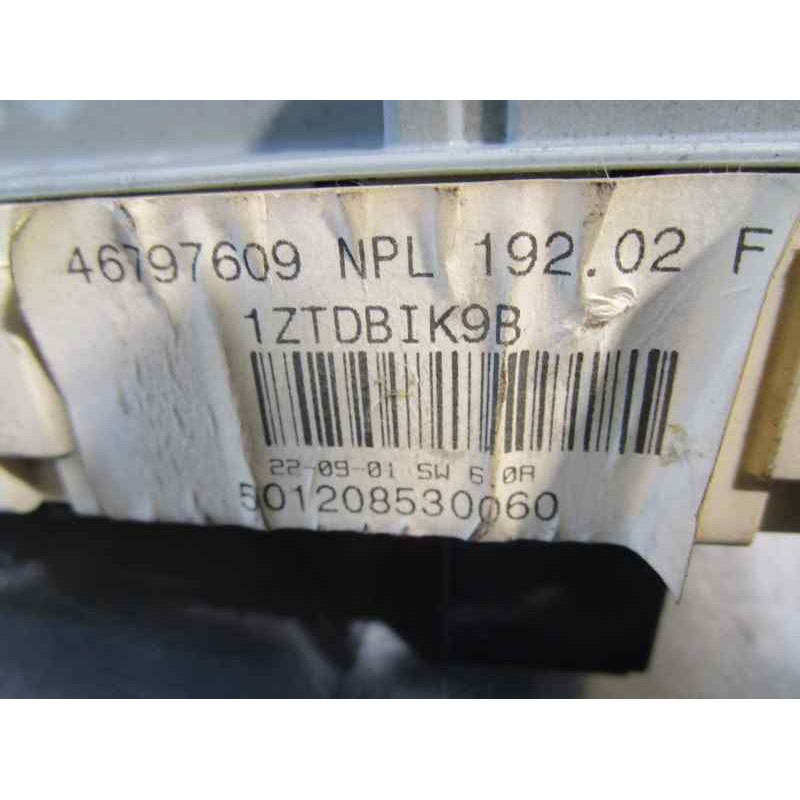 46797609 NPL 192.02 F
1ZTDBIK9B
22-09-01 SW 6.0A
501208530060